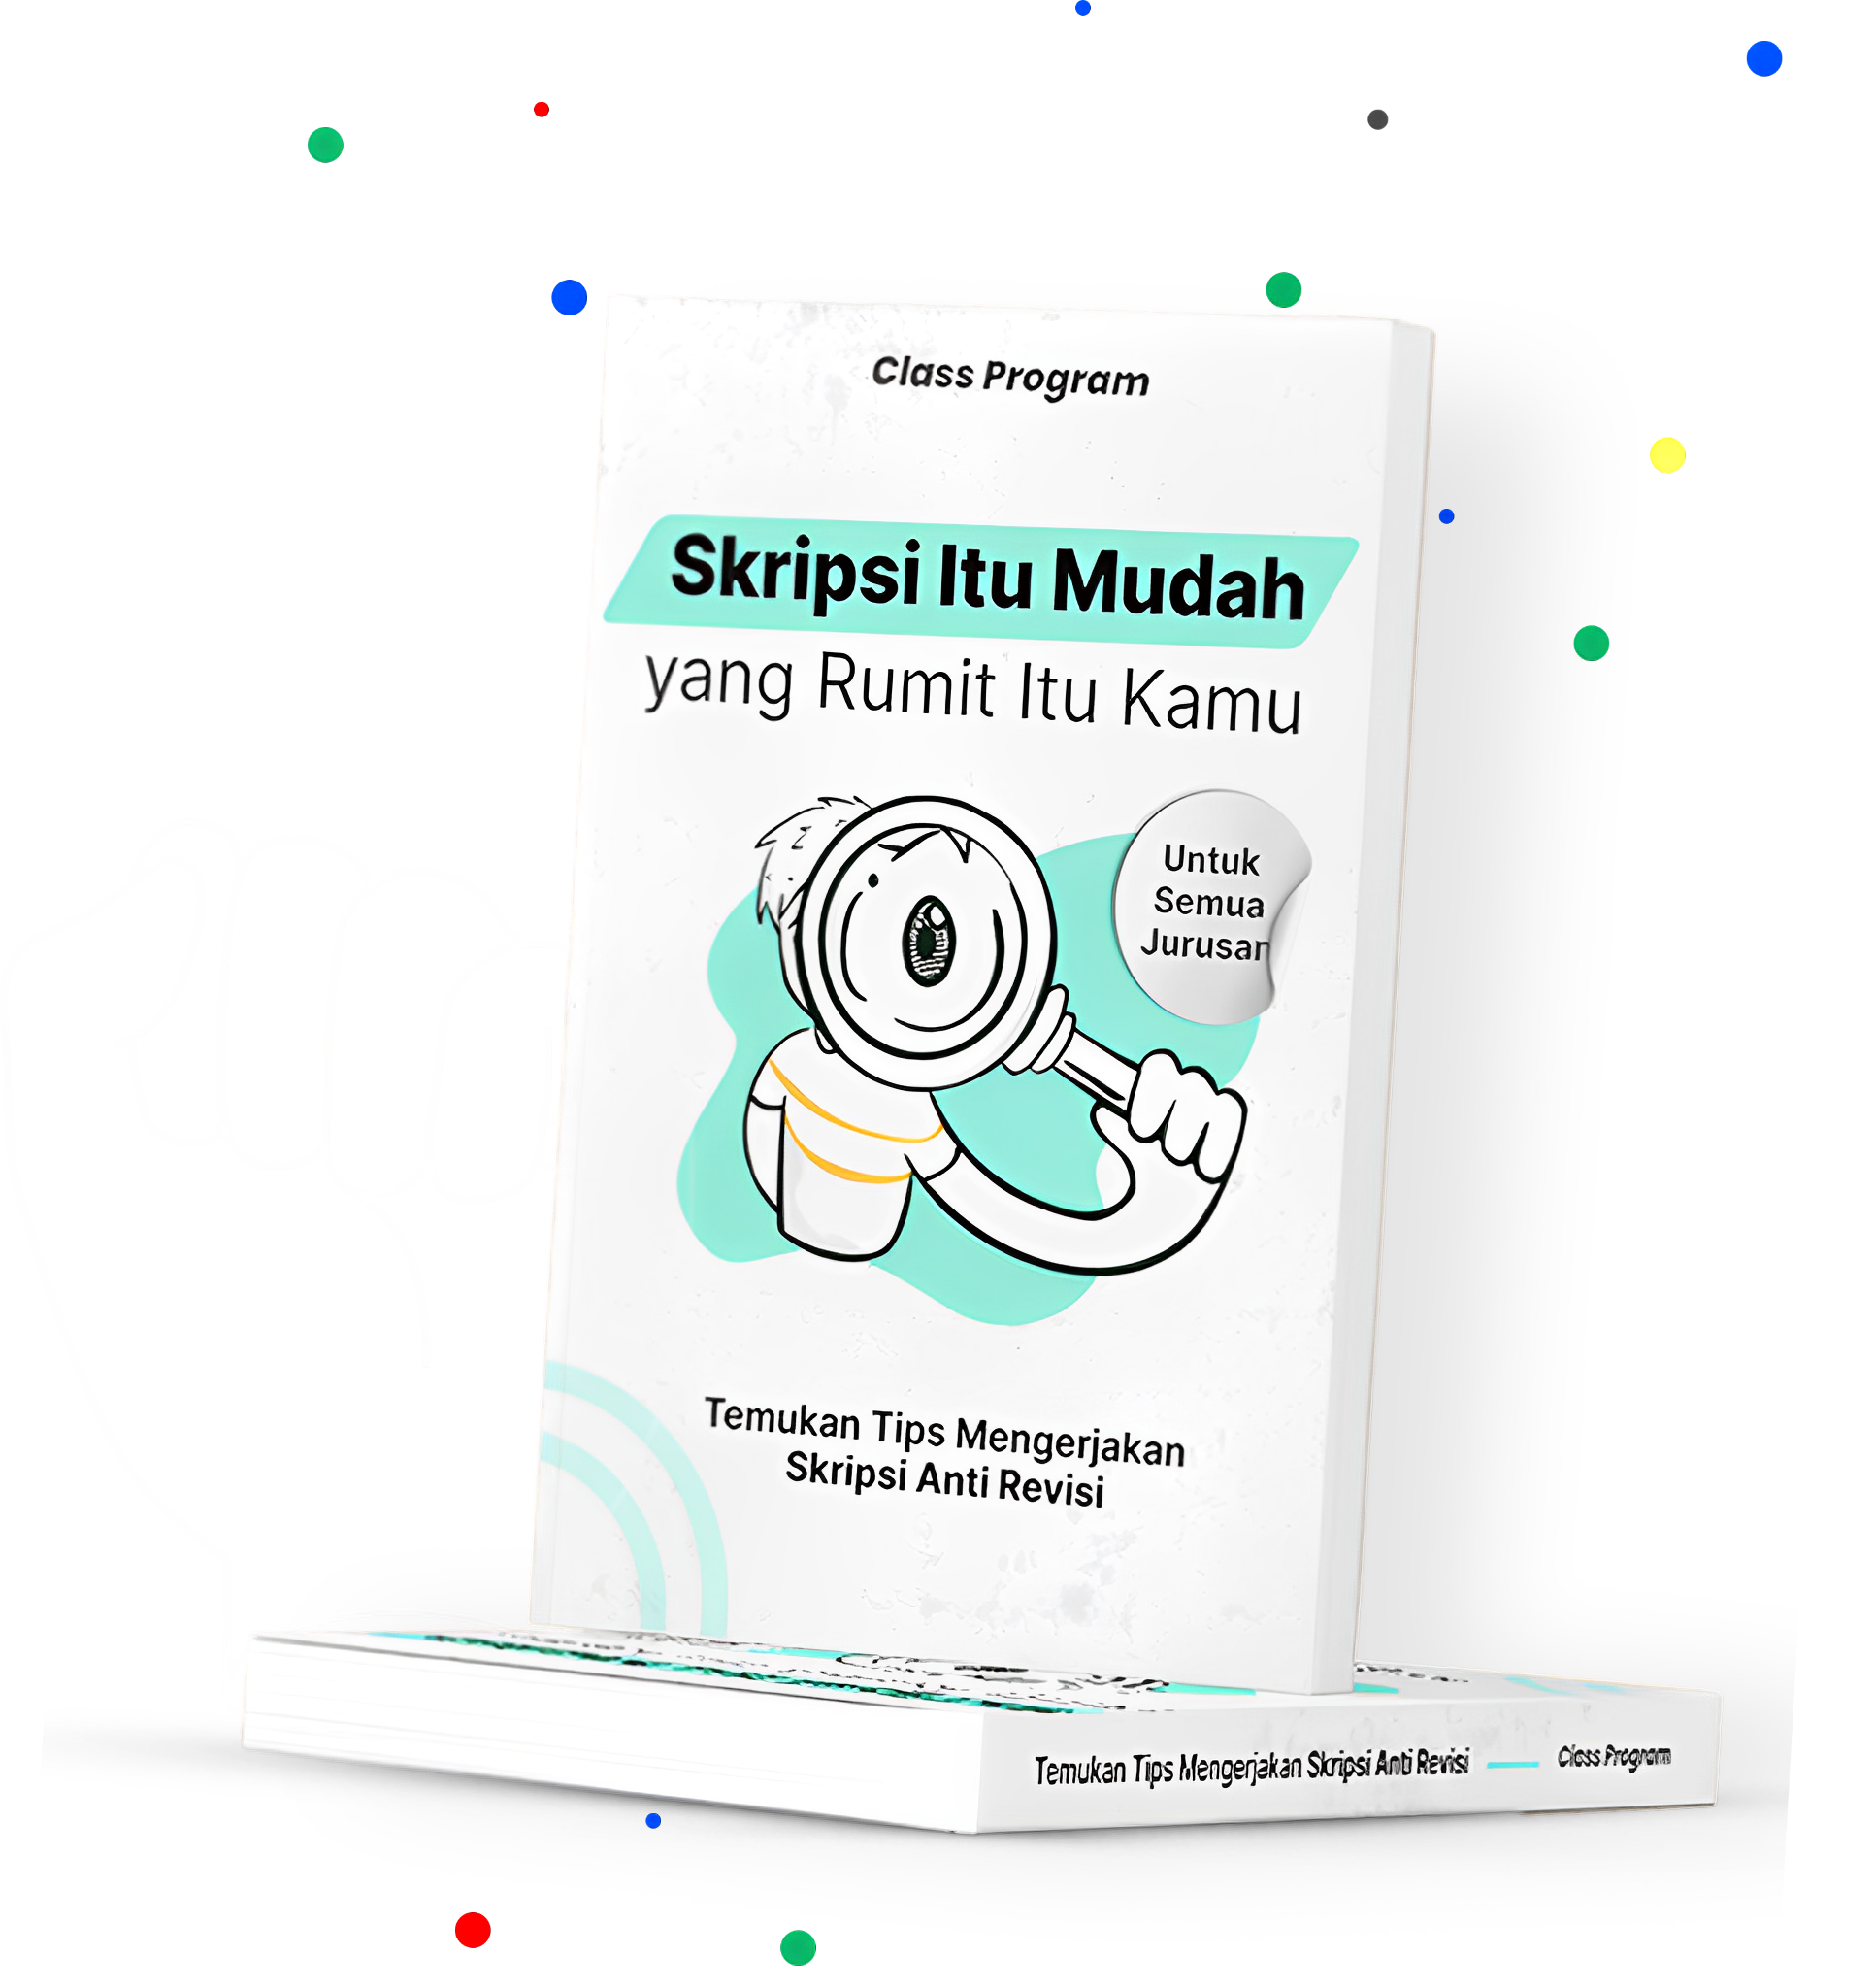 Class Program
Skripsi Itu Mudah
yang Rumit Itu Kamu
Untuk
Semua
Jurusan
Temukan Tips Mengerjakan
Skripsi Anti Revisi
Temukan Tips Mengerjakan Skripsi Anti Revisi — Class Program